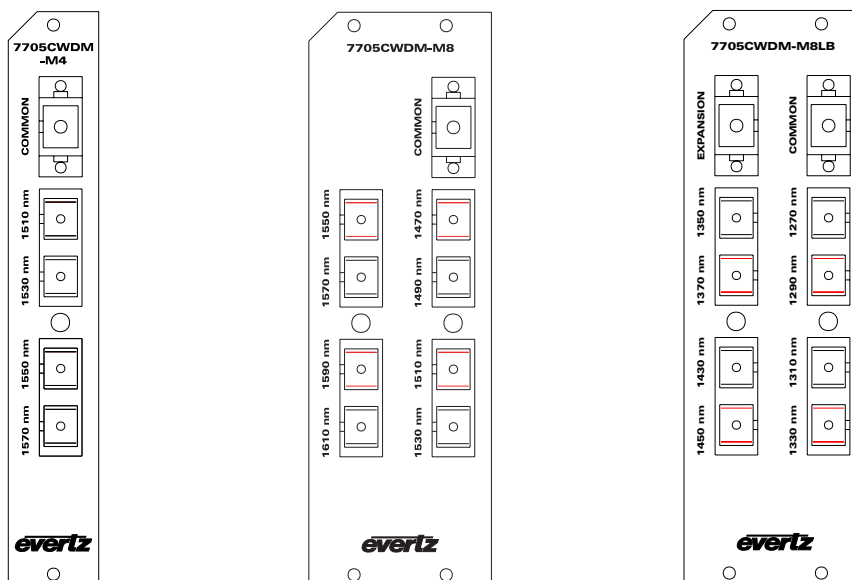 7705CWDM
-M4
COMMON
1510 nm
1530 nm
1550 nm
1570 nm
evertz
7705CWDM-M8
COMMON
1550 nm
1470 nm
1570 nm
1490 nm
1590 nm
1510 nm
1610 nm
1530 nm
evertz
7705CWDM-M8LB
EXPANSION
COMMON
1350 nm
1270 nm
1370 nm
1290 nm
1430 nm
1310 nm
1450 nm
1330 nm
evertz